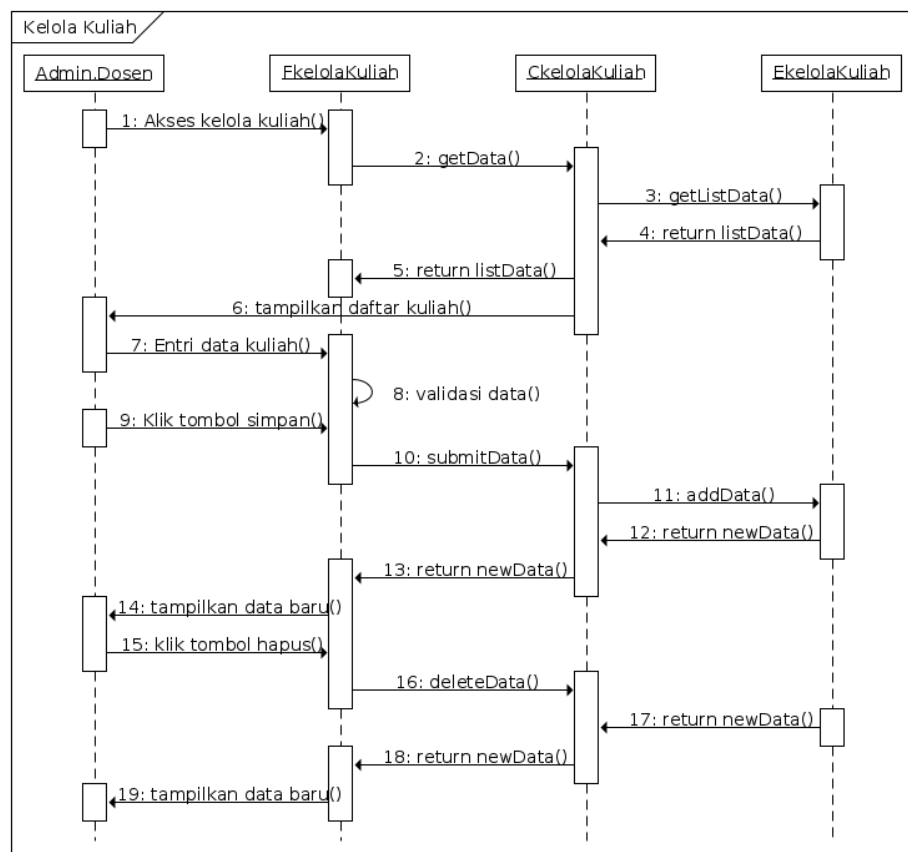 Kelola Kuliah
Admin.Dosen
FkelolaKuliah
CkelolaKuliah
EkelolaKuliah
1: Akses kelola kuliah()
2: getData()
3: getListData()
4: return listData()
5: return listData()
6: tampilkan daftar kuliah()
7: Entri data kuliah()
8: validasi data()
9: Klik tombol simpan()
10: submitData()
11: addData()
12: return newData()
13: return newData()
14: tampilkan data baru()
15: klik tombol hapus()
16: deleteData()
17: return newData()
18: return newData()
19: tampilkan data baru()